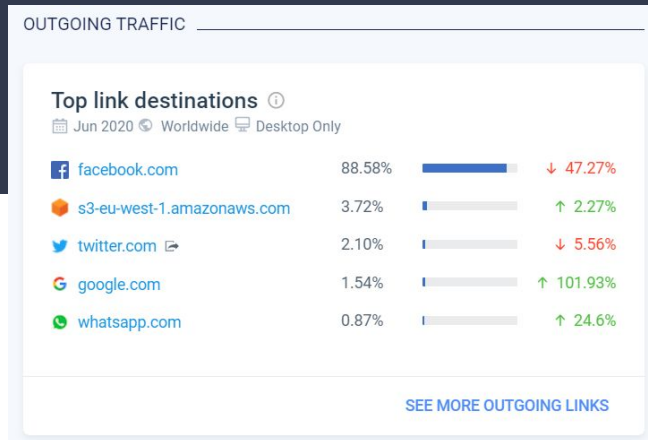 OUTGOING TRAFFIC
Top link destinations
Jun 2020 Worldwide Desktop Only
facebook.com 88.58% ↓ 47.27%
s3-eu-west-1.amazonaws.com 3.72% ↑ 2.27%
twitter.com 2.10% ↓ 5.56%
google.com 1.54% ↑ 101.93%
whatsapp.com 0.87% ↑ 24.6%
SEE MORE OUTGOING LINKS